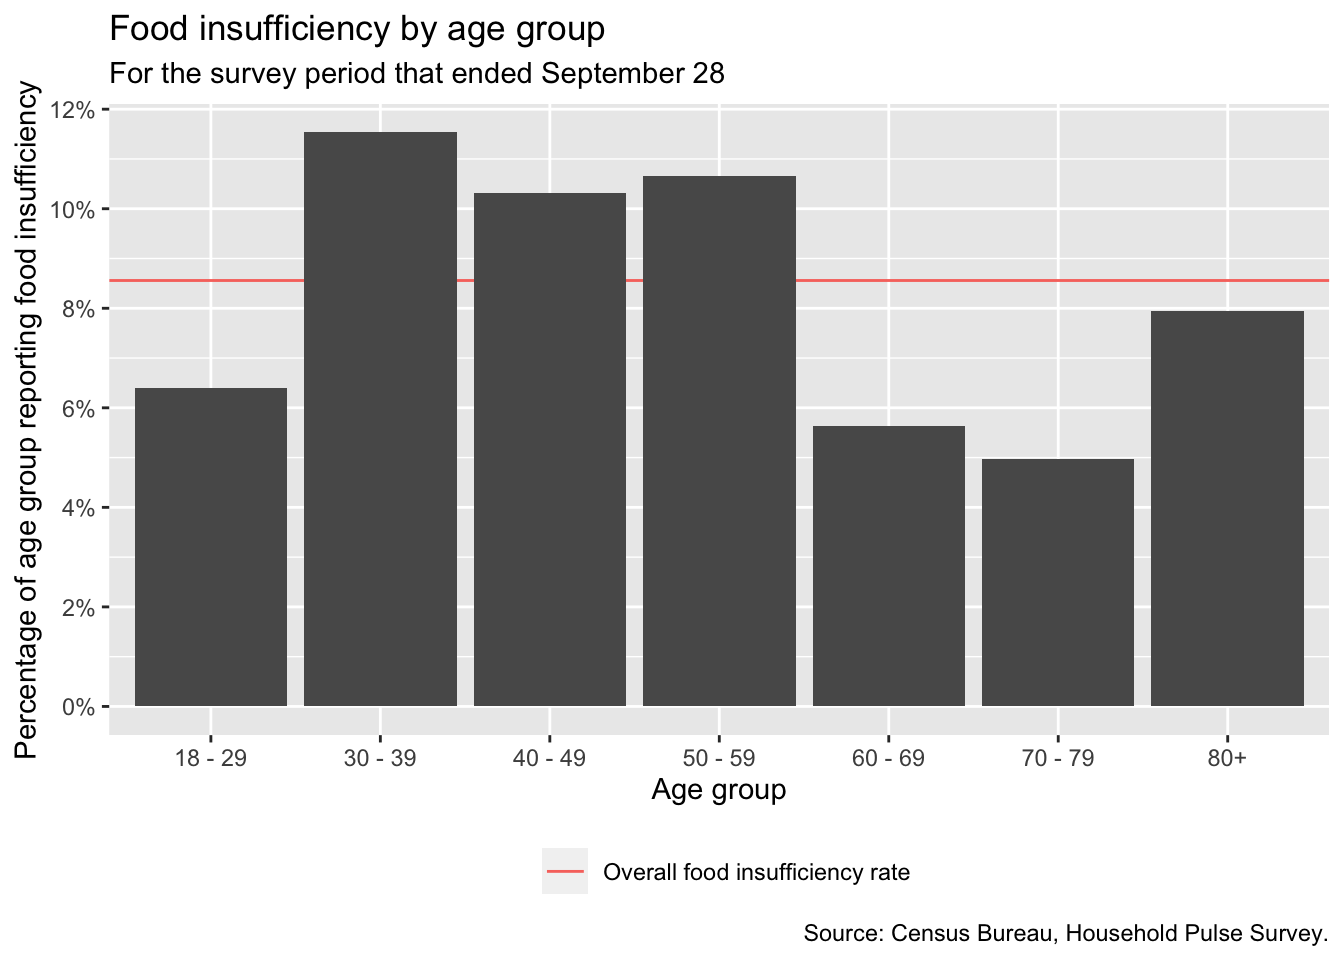 Food insufficiency by age group
For the survey period that ended September 28
Percentage of age group reporting food insufficiency
12%
10%
8%
6%
4%
2%
0%
18 - 29
30 - 39
40 - 49
50 - 59
60 - 69
70 - 79
80+
Age group
Overall food insufficiency rate
Source: Census Bureau, Household Pulse Survey.